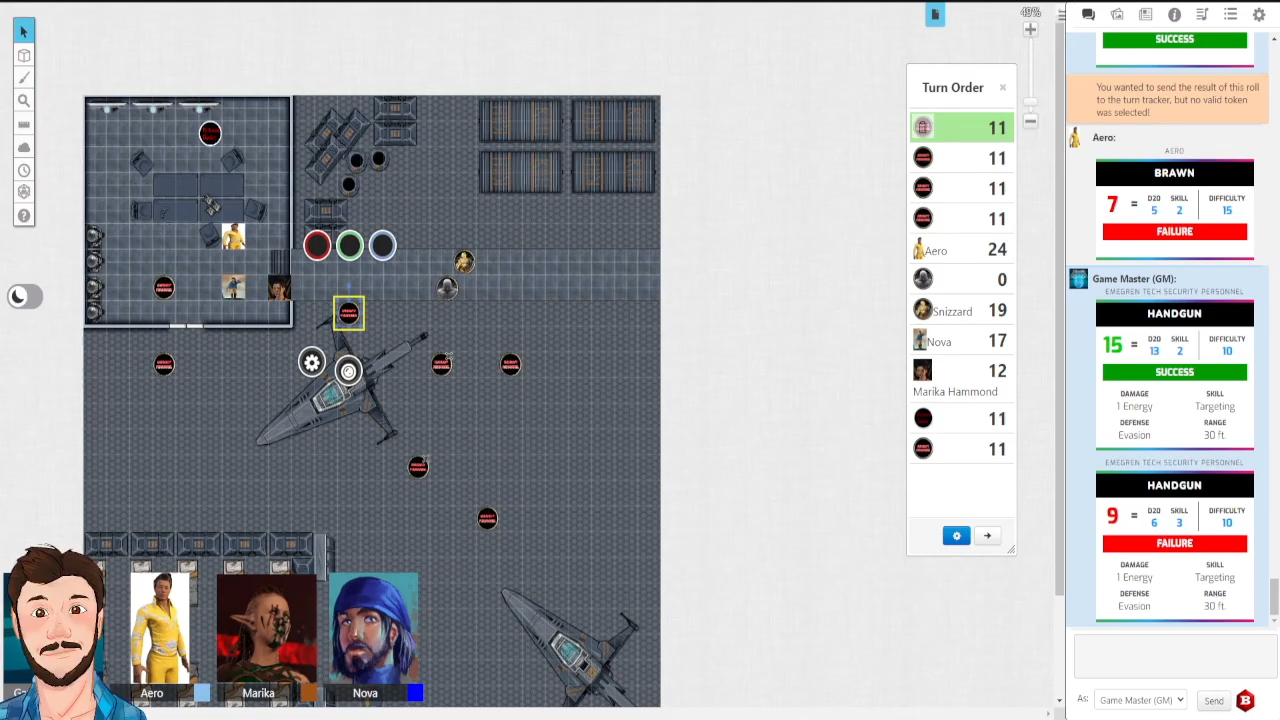 49%
Turn Order ×
11
11
11
11
Aero 24
0
Snizzard 19
Nova 17
12
Marika Hammond
11
11
SUCCESS
You wanted to send the result of this roll
to the turn tracker, but no valid token
was selected!
Aero:
AERO
BRAWN
7 = D20 SKILL DIFFICULTY
5 2 15
FAILURE
Game Master (GM):
EMEGREN TECH SECURITY PERSONNEL
HANDGUN
15 = D20 SKILL DIFFICULTY
13 2 10
SUCCESS
DAMAGE SKILL
1 Energy Targeting
DEFENSE RANGE
Evasion 30 ft.
EMEGREN TECH SECURITY PERSONNEL
HANDGUN
9 = D20 SKILL DIFFICULTY
6 3 10
FAILURE
DAMAGE SKILL
1 Energy Targeting
DEFENSE RANGE
Evasion 30 ft.
As: Game Master (GM) Send
B
Aero
Marika
Nova